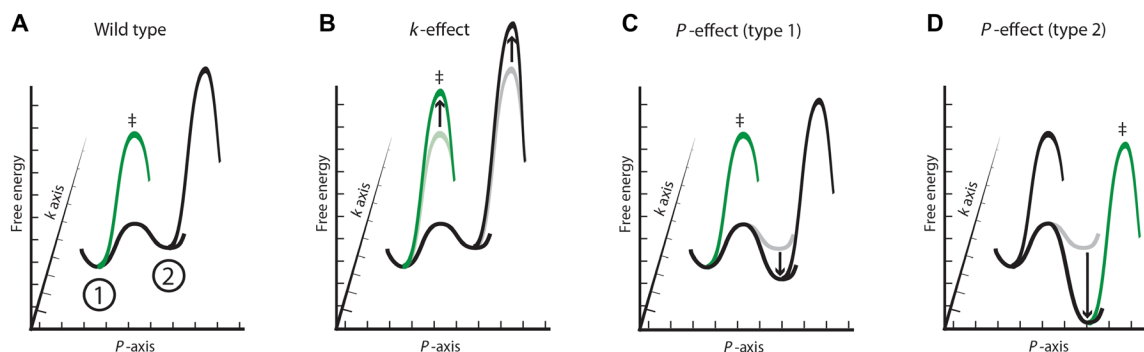 A
Wild type
‡
Free energy
k axis
1
2
P-axis
B
k-effect
‡
Free energy
k axis
P-axis
C
P-effect (type 1)
‡
Free energy
k axis
P-axis
D
P-effect (type 2)
‡
Free energy
k axis
P-axis